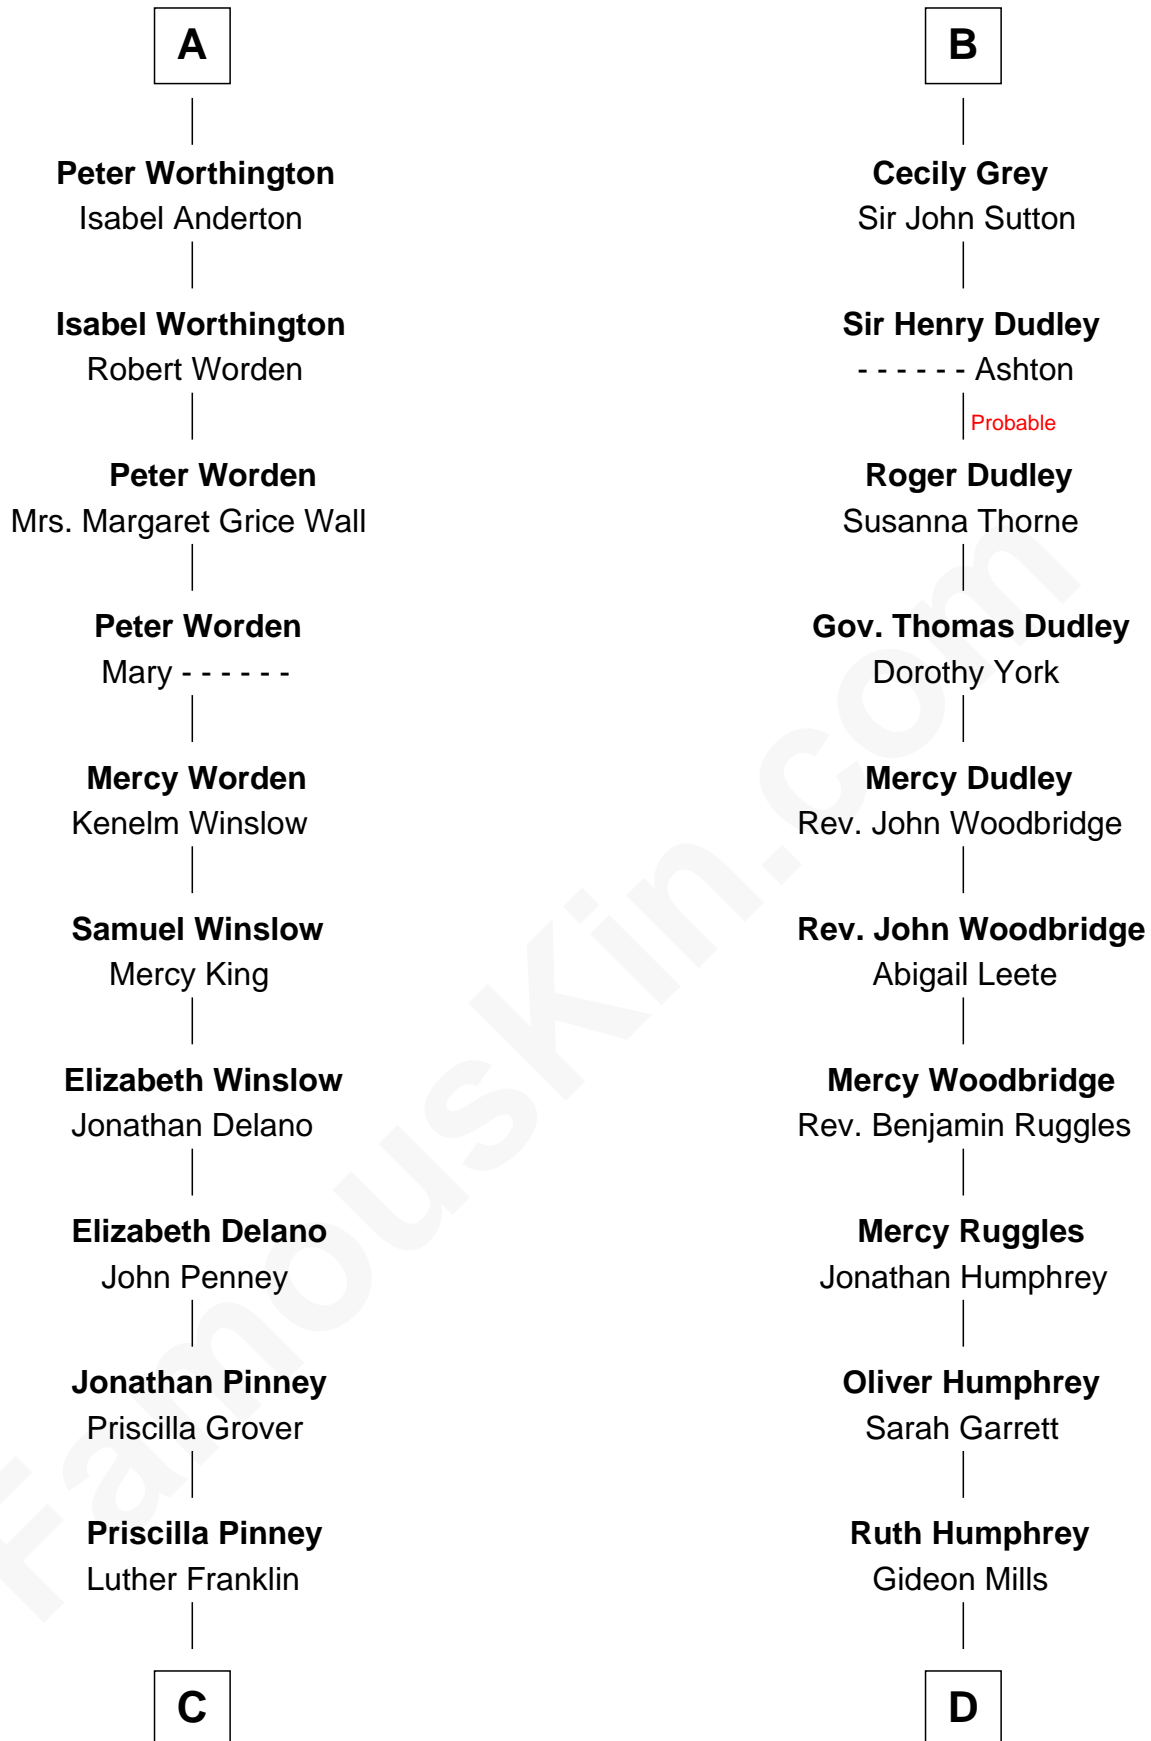 A
Peter Worthington
Isabel Anderton
Isabel Worthington
Robert Worden
Peter Worden
Mrs. Margaret Grice Wall
Peter Worden
Mary - - - - - -
Mercy Worden
Kenelm Winslow
Samuel Winslow
Mercy King
Elizabeth Winslow
Jonathan Delano
Elizabeth Delano
John Penney
Jonathan Pinney
Priscilla Grover
Priscilla Pinney
Luther Franklin
C
B
Cecily Grey
Sir John Sutton
Sir Henry Dudley
- - - - - - Ashton
Probable
Roger Dudley
Susanna Thorne
Gov. Thomas Dudley
Dorothy York
Mercy Dudley
Rev. John Woodbridge
Rev. John Woodbridge
Abigail Leete
Mercy Woodbridge
Rev. Benjamin Ruggles
Mercy Ruggles
Jonathan Humphrey
Oliver Humphrey
Sarah Garrett
Ruth Humphrey
Gideon Mills
D
FamousKin.com